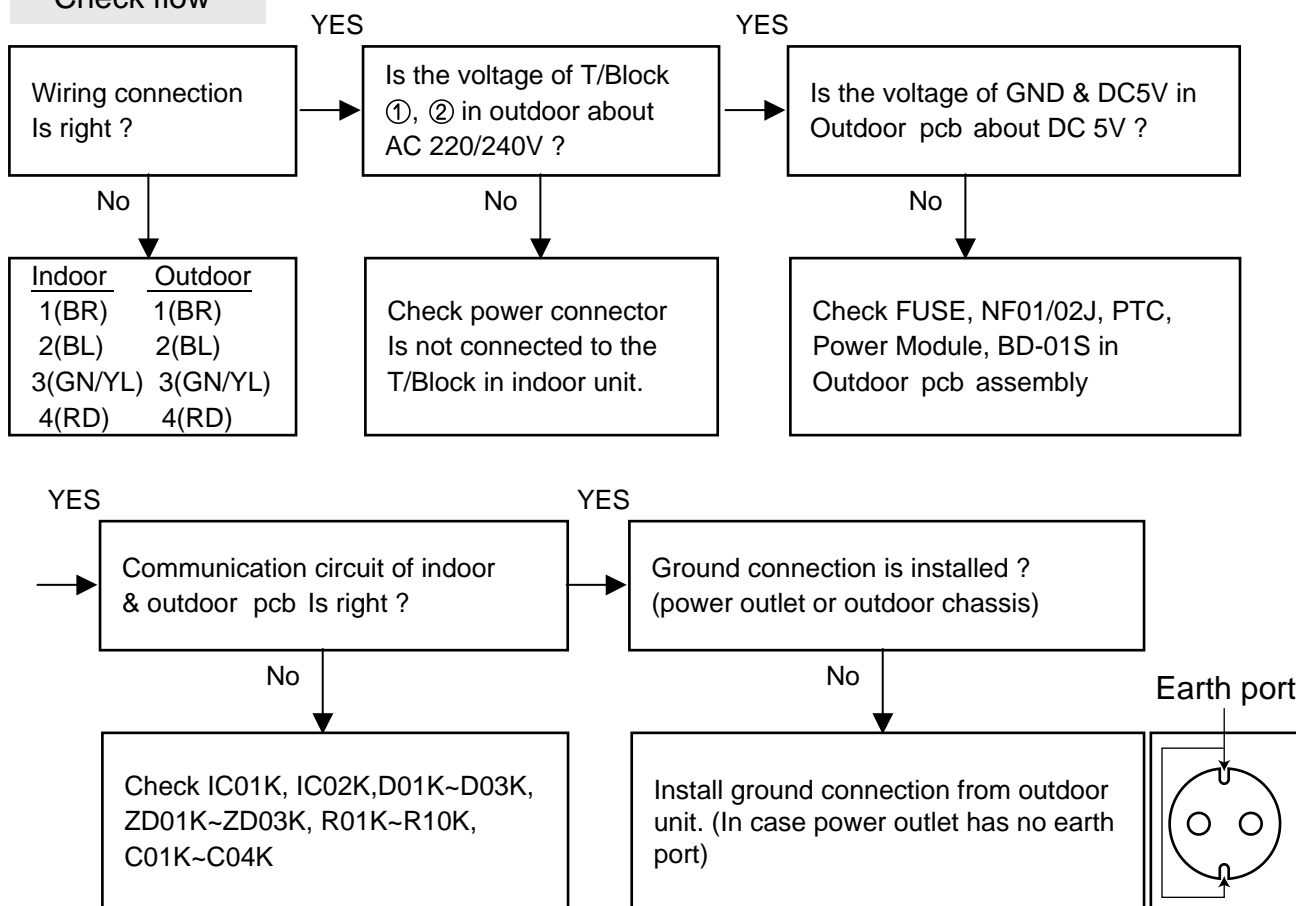 Check flow
YES
YES
Wiring connection
Is right ?
Is the voltage of T/Block
①, ② in outdoor about
AC 220/240V ?
Is the voltage of GND & DC5V in
Outdoor pcb about DC 5V ?
No
No
No
Indoor Outdoor
1(BR) 1(BR)
2(BL) 2(BL)
3(GN/YL) 3(GN/YL)
4(RD) 4(RD)
Check power connector
Is not connected to the
T/Block in indoor unit.
Check FUSE, NF01/02J, PTC,
Power Module, BD-01S in
Outdoor pcb assembly
YES
YES
Communication circuit of indoor
& outdoor pcb Is right ?
Ground connection is installed ?
(power outlet or outdoor chassis)
No
No
Earth port
Check IC01K, IC02K,D01K~D03K,
ZD01K~ZD03K, R01K~R10K,
C01K~C04K
Install ground connection from outdoor
unit. (In case power outlet has no earth
port)